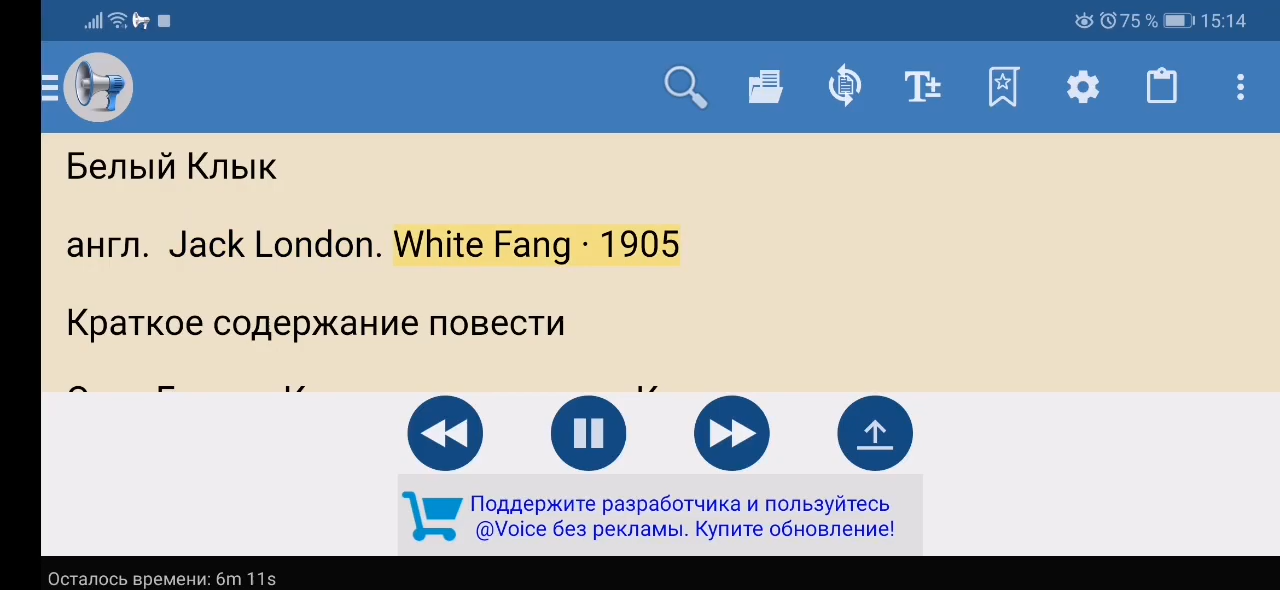 75 % 15:14
T±
Белый Клык
англ.  Jack London. White Fang · 1905
Краткое содержание повести
Поддержите разработчика и пользуйтесь
@Voice без рекламы. Купите обновление!
Осталось времени: 6m 11s